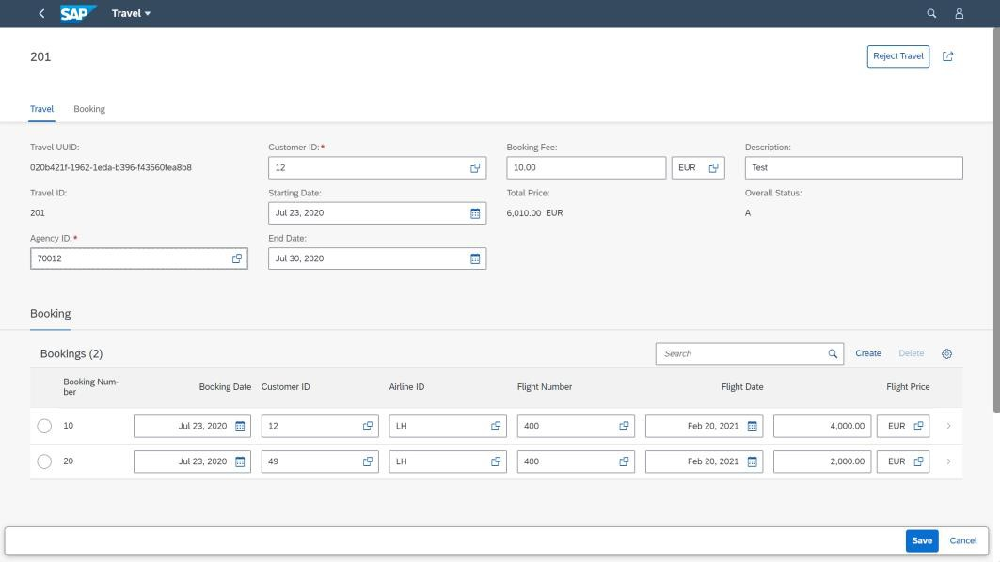 SAP Travel
201
Reject Travel
Travel Booking
Travel UUID: Customer ID:* Booking Fee: Description:
020b421f-1962-1eda-b396-f43560fea8b8 12 10.00 EUR Test
Travel ID: Starting Date: Total Price: Overall Status:
201 Jul 23, 2020 6,010.00 EUR A
Agency ID:* End Date:
70012 Jul 30, 2020
Booking
Bookings (2) Search Create Delete
Booking Num-
ber Booking Date Customer ID Airline ID Flight Number Flight Date Flight Price
10 Jul 23, 2020 12 LH 400 Feb 20, 2021 4,000.00 EUR
20 Jul 23, 2020 49 LH 400 Feb 20, 2021 2,000.00 EUR
Save Cancel